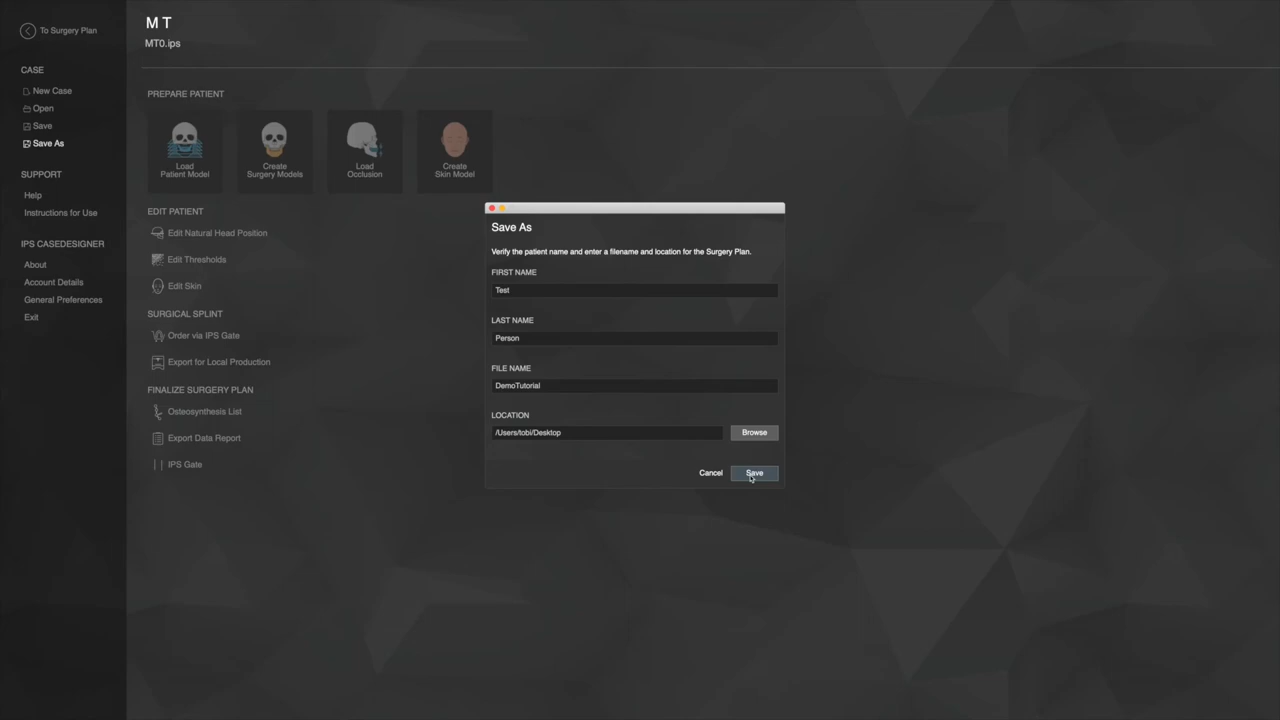 To Surgery Plan
CASE
New Case
Open
Save
Save As
SUPPORT
Help
Instructions for Use
IPS CASEDESIGNER
About
Account Details
General Preferences
Exit
M T
MT0.ips
PREPARE PATIENT
Load
Patient Model
Create
Surgery Models
Load
Occlusion
Create
Skin Model
EDIT PATIENT
Edit Natural Head Position
Edit Thresholds
Edit Skin
SURGICAL SPLINT
Order via IPS Gate
Export for Local Production
FINALIZE SURGERY PLAN
Osteosynthesis List
Export Data Report
IPS Gate
Save As
Verify the patient name and enter a filename and location for the Surgery Plan.
FIRST NAME
Test
LAST NAME
Person
FILE NAME
DemoTutorial
LOCATION
/Users/tobi/Desktop
Browse
Cancel
Save